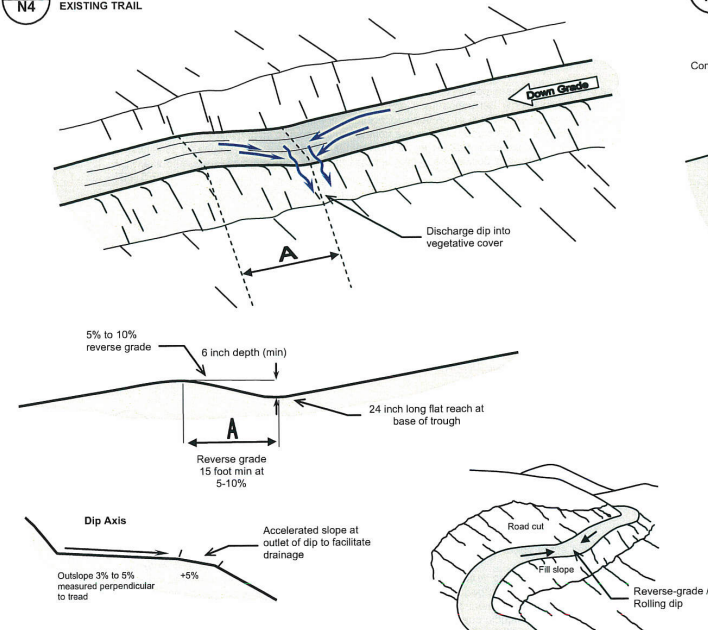 N4
EXISTING TRAIL
Con
Down Grade
Discharge dip into
vegetative cover
A
5% to 10%
reverse grade
6 inch depth (min)
24 inch long flat reach at
base of trough
A
Reverse grade
15 foot min at
5-10%
Dip Axis
Accelerated slope at
outlet of dip to facilitate
drainage
Outslope 3% to 5%
measured perpendicular
to tread
+5%
Road cut
Fill slope
Reverse-grade /
Rolling dip